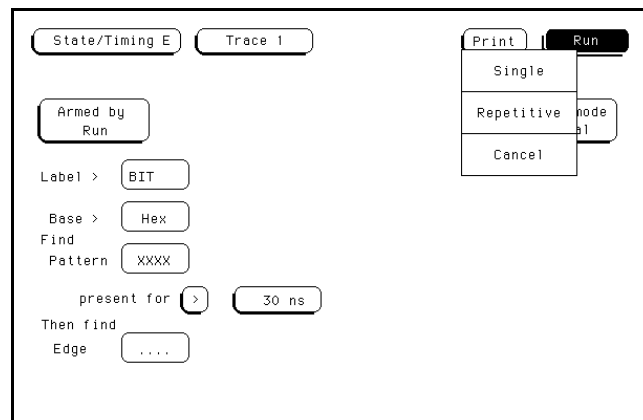 State/Timing E Trace 1 Print Run
Single
Armed by
Run
Repetitive
Cancel
Label > BIT
Base > Hex
Find
Pattern XXXX
present for > 30 ns
Then find
Edge ....